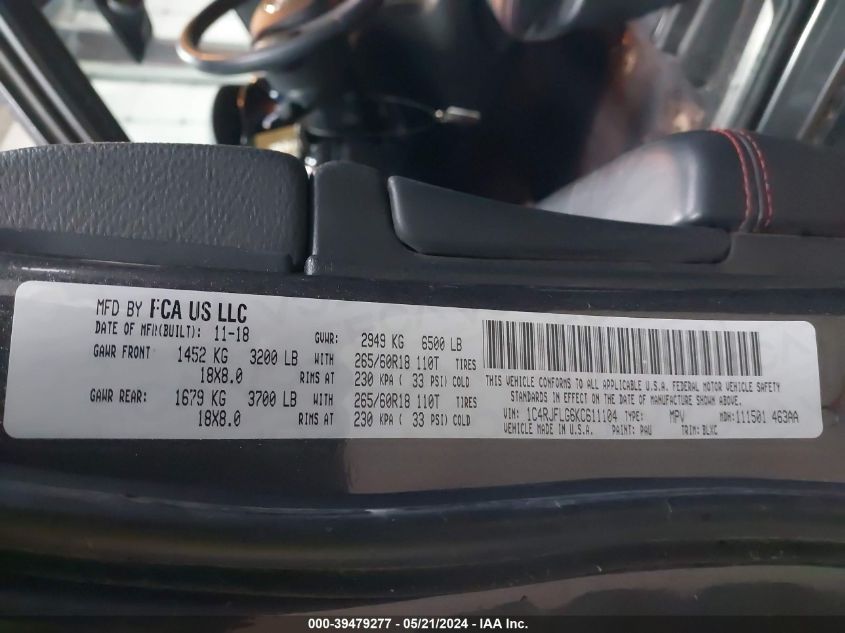 MFD BY FCA US LLC
DATE OF MFR(BUILT): 11-18 GVWR: 2949 KG 6500 LB
GAWR FRONT 1452 KG 3200 LB WITH 265/60R18 110T TIRES
18X8.0 RIMS AT 230 KPA ( 33 PSI) COLD
GAWR REAR: 1679 KG 3700 LB WITH 265/60R18 110T TIRES
18X8.0 RIMS AT 230 KPA ( 33 PSI) COLD
THIS VEHICLE CONFORMS TO ALL APPLICABLE U.S.A. FEDERAL MOTOR VEHICLE SAFETY
STANDARDS IN EFFECT ON THE DATE OF MANUFACTURE SHOWN ABOVE.
VIN: 1C4RJFLG6KC611104 TYPE: MPV MDH:111501 463AA
VEHICLE MADE IN U.S.A. PAINT: PAU TRIM: BLXC
000-39479277 - 05/21/2024 - IAA Inc.